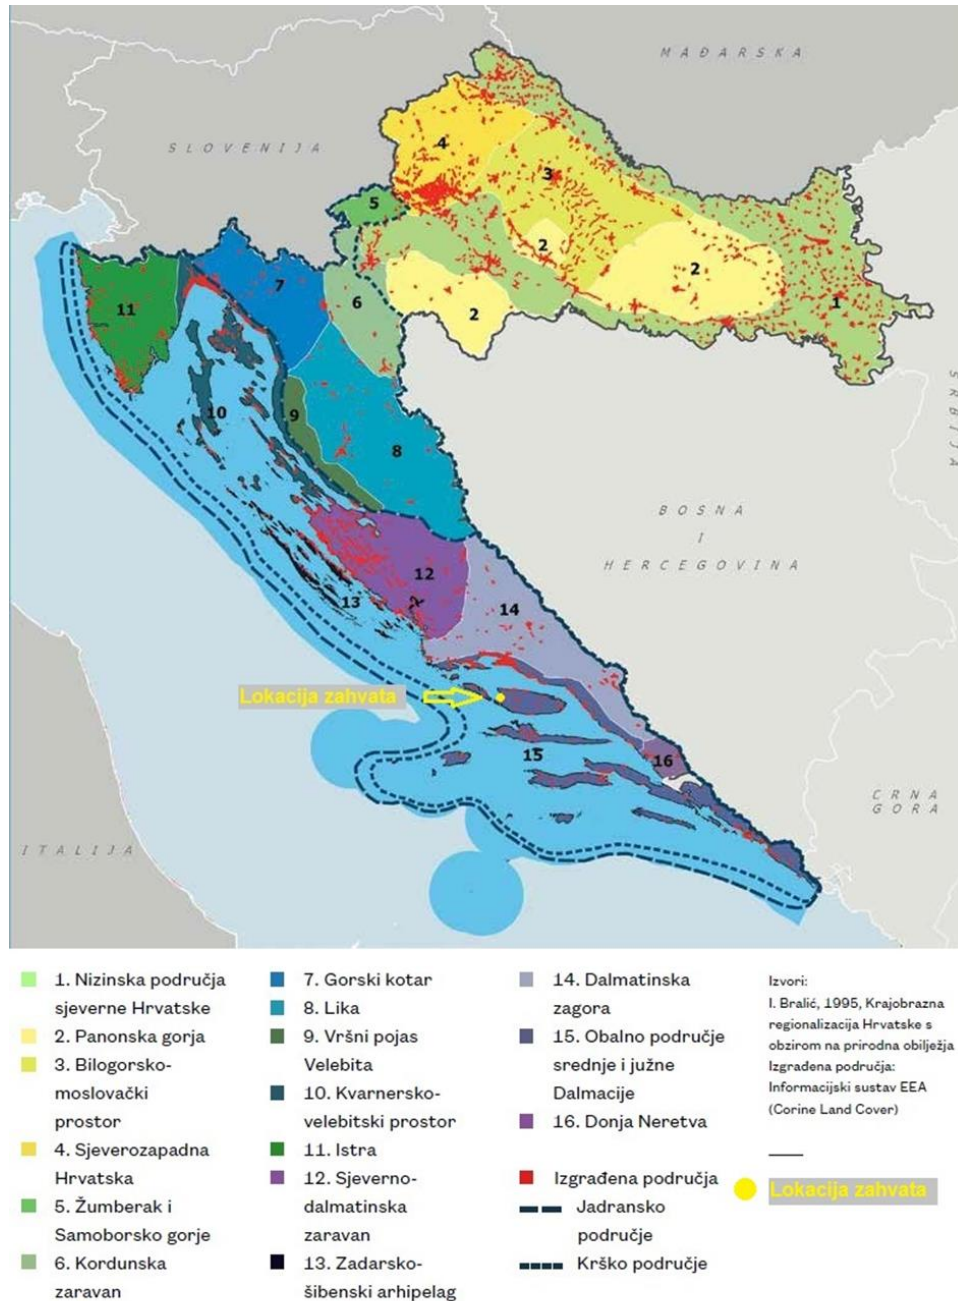 MAĐARSKA
SLOVENIJA
4
3
5
2
2
1
7
6
2
11
SRBIJA
10
9
8
BOSNA
I
HERCEGOVINA
12
13
14
Lokacija zahvata
15
16
CRNA
GORA
ITALIJA
1. Nizinska područja
sjeverne Hrvatske
2. Panonska gorja
3. Bilogorsko-
moslovački
prostor
4. Sjeverozapadna
Hrvatska
5. Žumberak i
Samoborsko gorje
6. Kordunska
zaravan
7. Gorski kotar
8. Lika
9. Vršni pojas
Velebita
10. Kvarnersko-
velebitski prostor
11. Istra
12. Sjeverno-
dalmatinska
zaravan
13. Zadarsko-
šibenski arhipelag
14. Dalmatinska
zagora
15. Obalno područje
srednje i južne
Dalmacije
16. Donja Neretva
Izgrađena područja
Jadransko
područje
Krško područje
Izvori:
I. Bralić, 1995, Krajobrazna
regionalizacija Hrvatske s
obzirom na prirodna obilježja
Izgrađena područja:
Informacijski sustav EEA
(Corine Land Cover)
Lokacija zahvata